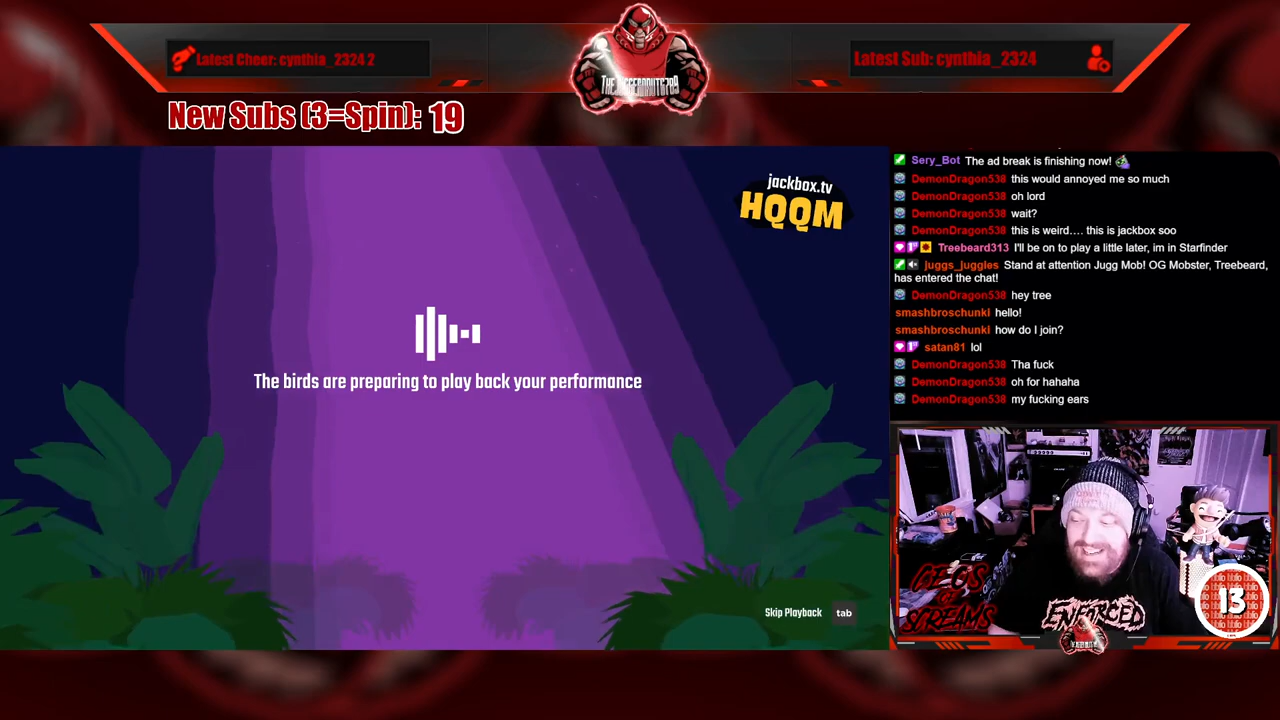 Latest Cheer: cynthia_2324 2
Latest Sub: cynthia_2324
New Subs (3=Spin): 19
jackbox.tv
HQQM
The birds are preparing to play back your performance
Skip Playback tab
Sery_Bot The ad break is finishing now!
DemonDragon538 this would annoyed me so much
DemonDragon538 oh lord
DemonDragon538 wait?
DemonDragon538 this is weird.... this is jackbox soo
Treebeard313 I'll be on to play a little later, im in Starfinder
juggs_juggles Stand at attention Jugg Mob! OG Mobster, Treebeard,
has entered the chat!
DemonDragon538 hey tree
smashbroschunki hello!
smashbroschunki how do I join?
satan81 lol
DemonDragon538 Tha fuck
DemonDragon538 oh for hahaha
DemonDragon538 my fucking ears
SCREAMS
ENFORCED
13